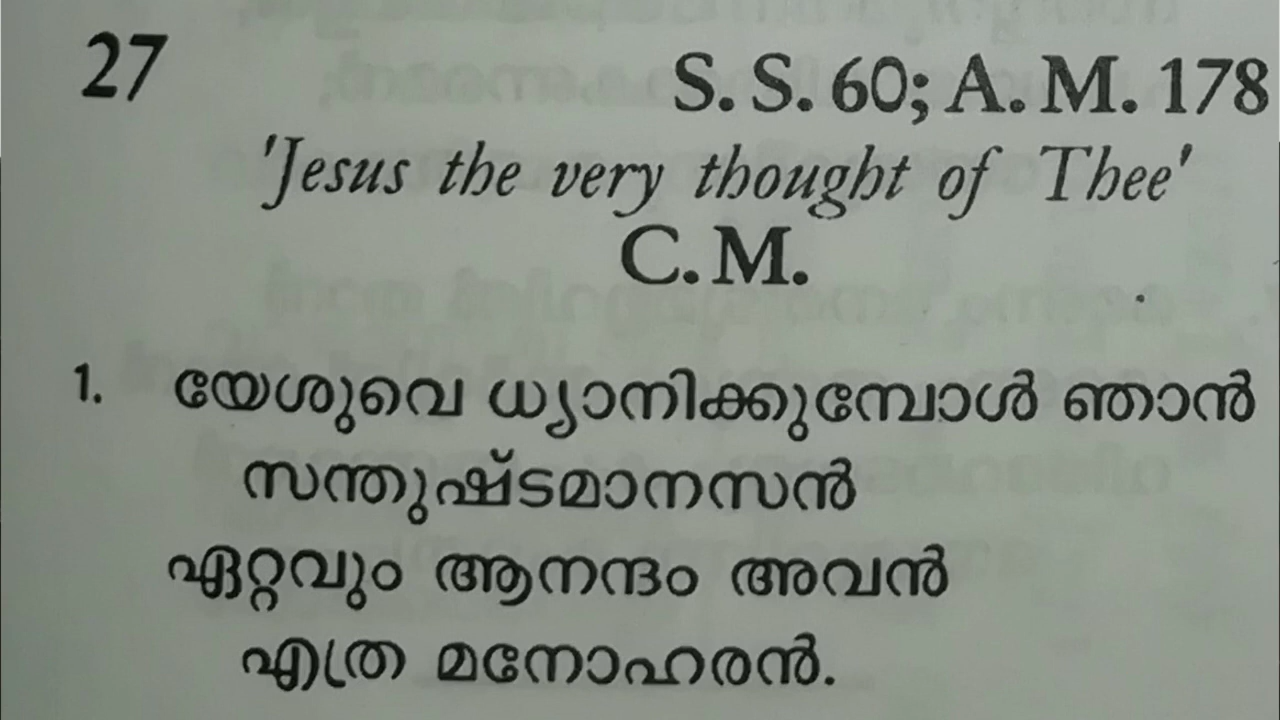 27
S. S. 60; A. M. 178
'Jesus the very thought of Thee'
C. M.
1. യേശുവെ ധ്യാനിക്കുമ്പോൾ ഞാൻ
സന്തുഷ്ടമാനസൻ
ഏറ്റവും ആനന്ദം അവൻ
എത്ര മനോഹരൻ.